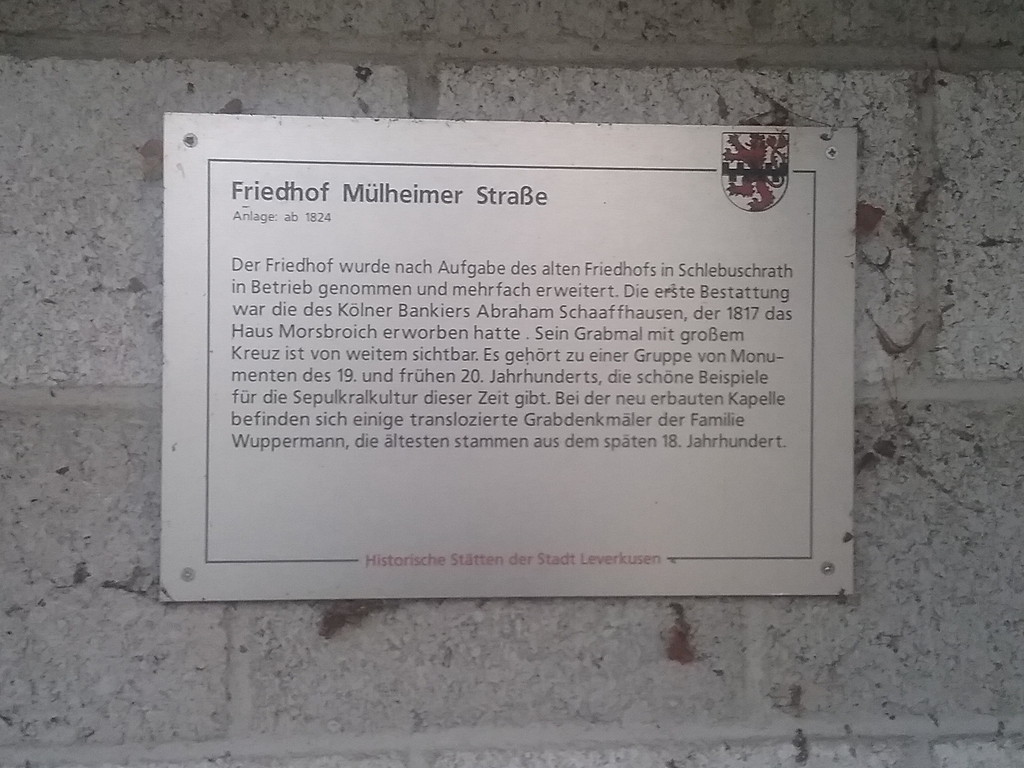 Friedhof Mülheimer Straße
Anlage: ab 1824
Der Friedhof wurde nach Aufgabe des alten Friedhofs in Schlebuschrath
in Betrieb genommen und mehrfach erweitert. Die erste Bestattung
war die des Kölner Bankiers Abraham Schaaffhausen, der 1817 das
Haus Morsbroich erworben hatte . Sein Grabmal mit großem
Kreuz ist von weitem sichtbar. Es gehört zu einer Gruppe von Monu-
menten des 19. und frühen 20. Jahrhunderts, die schöne Beispiele
für die Sepulkralkultur dieser Zeit gibt. Bei der neu erbauten Kapelle
befinden sich einige translozierte Grabdenkmäler der Familie
Wuppermann, die ältesten stammen aus dem späten 18. Jahrhundert.
Historische Stätten der Stadt Leverkusen